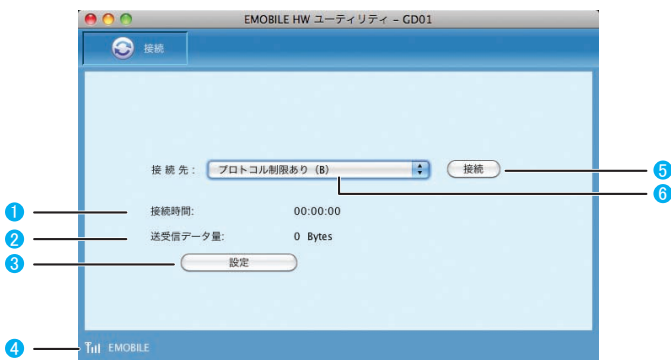 EMOBILE HW ユーティリティ – GD01
接続
接 続 先 : プロトコル制限あり (B) 接続 5
6
1 接続時間: 00:00:00
2 送受信データ量: 0 Bytes
3 設定
4 EMOBILE